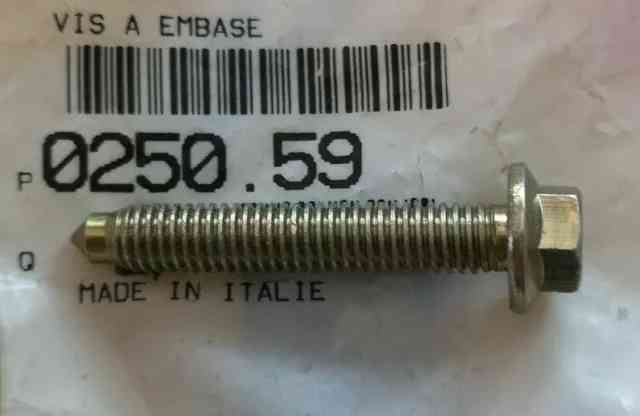 VIS A EMBASE
P 0250.59
Q
MADE IN ITALIE